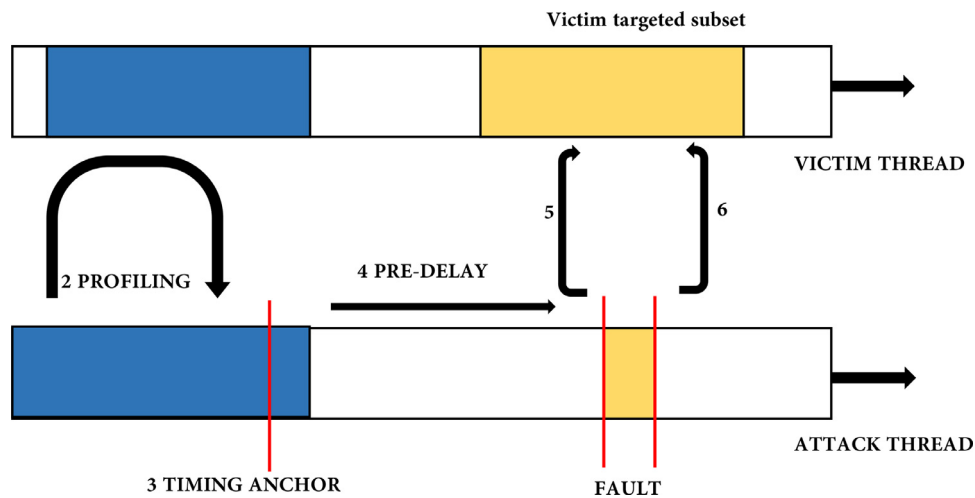 Victim targeted subset
VICTIM THREAD
5
6
2 PROFILING
4 PRE-DELAY
ATTACK THREAD
3 TIMING ANCHOR
FAULT